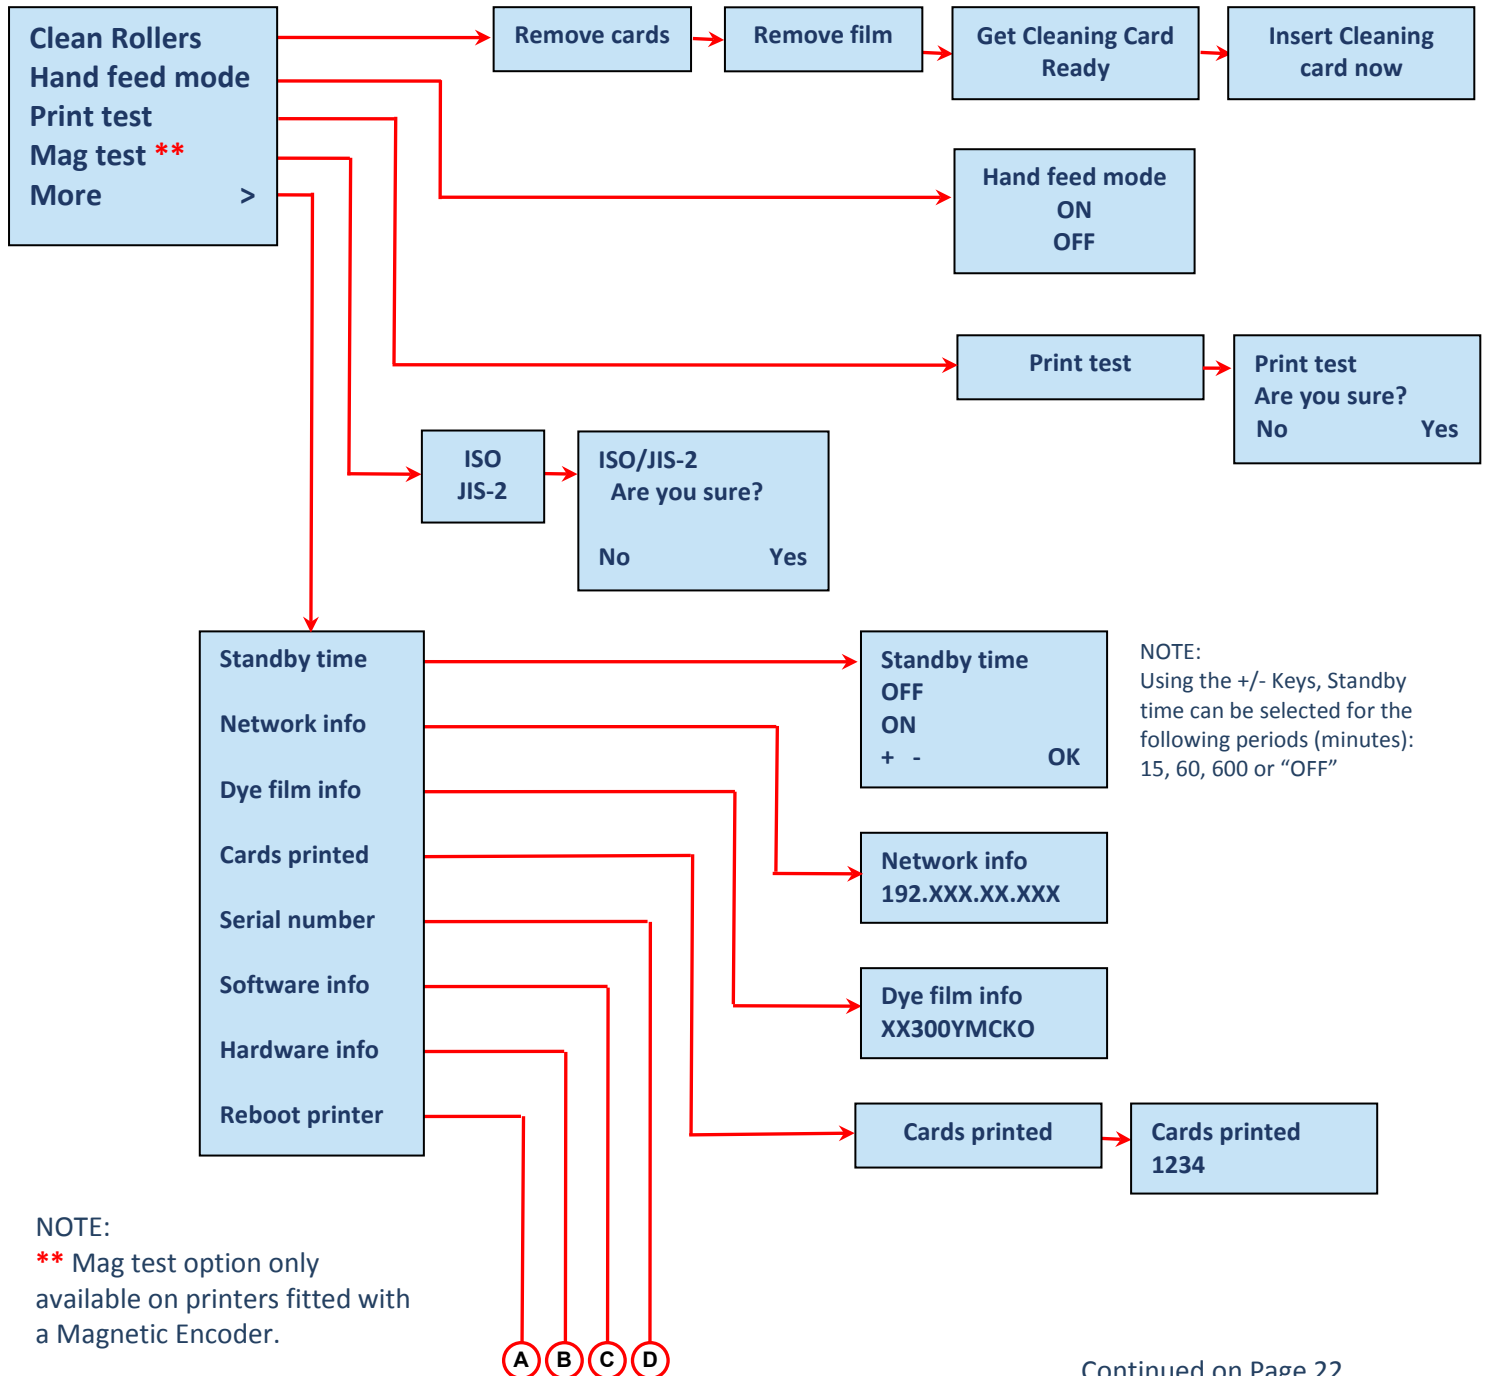 Clean Rollers
Hand feed mode
Print test
Mag test **
More >
Remove cards
Remove film
Get Cleaning Card
Ready
Insert Cleaning
card now
Hand feed mode
ON
OFF
Print test
Print test
Are you sure?
No Yes
ISO
JIS-2
ISO/JIS-2
Are you sure?
No Yes
Standby time
Network info
Dye film info
Cards printed
Serial number
Software info
Hardware info
Reboot printer
Standby time
OFF
ON
+ - OK
NOTE:
Using the +/- Keys, Standby
time can be selected for the
following periods (minutes):
15, 60, 600 or “OFF”
Network info
192.XXX.XX.XXX
Dye film info
XX300YMCKO
Cards printed
Cards printed
1234
NOTE:
** Mag test option only
available on printers fitted with
a Magnetic Encoder.
A B C D
Continued on Page 22